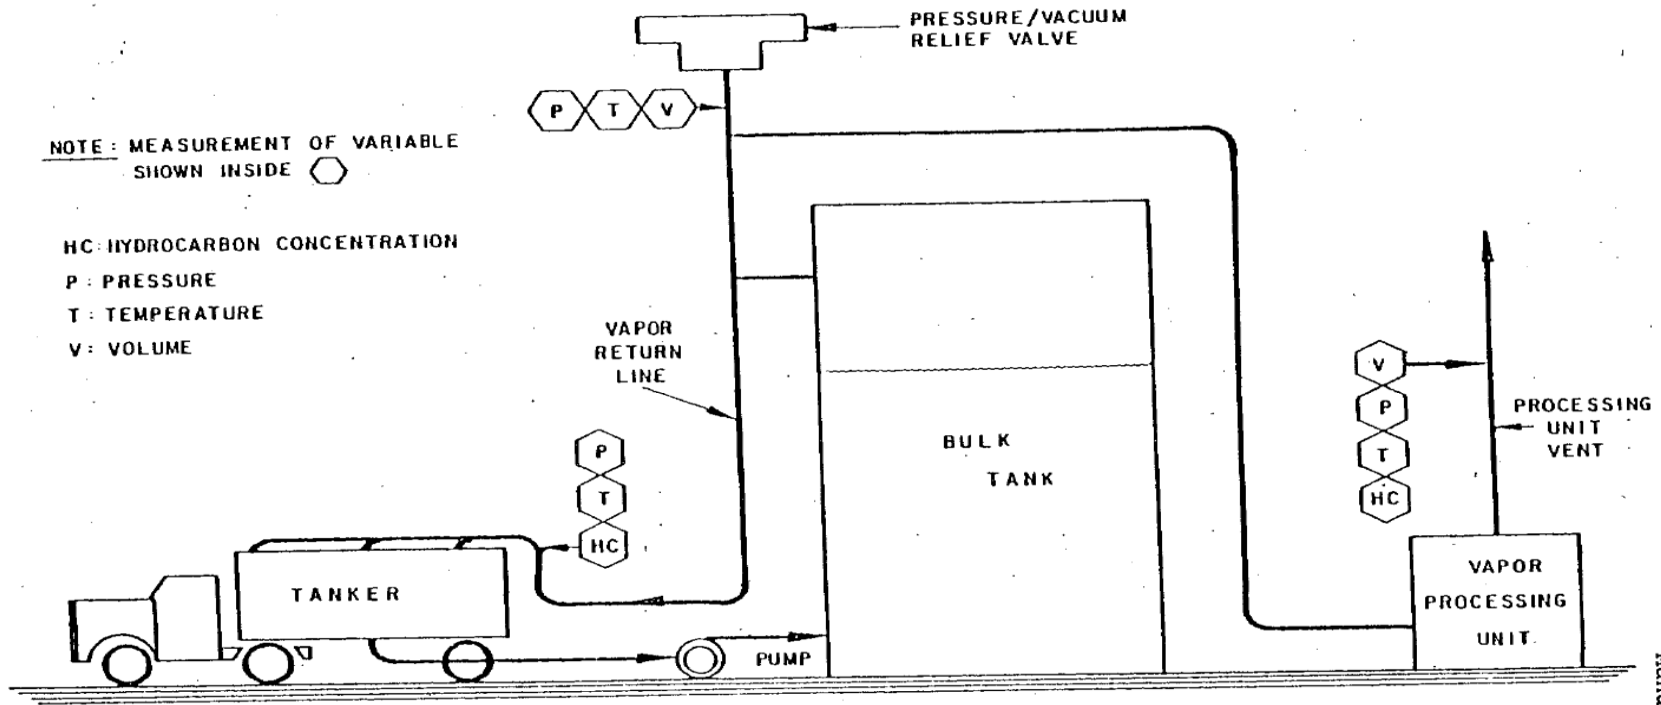 PRESSURE/VACUUM
RELIEF VALVE
P T V
NOTE: MEASUREMENT OF VARIABLE
SHOWN INSIDE
HC: HYDROCARBON CONCENTRATION
P: PRESSURE
T: TEMPERATURE
V: VOLUME
VAPOR
RETURN
LINE
P
T
HC
BULK
TANK
V
P
T
HC
PROCESSING
UNIT
VENT
TANKER
PUMP
VAPOR
PROCESSING
UNIT.